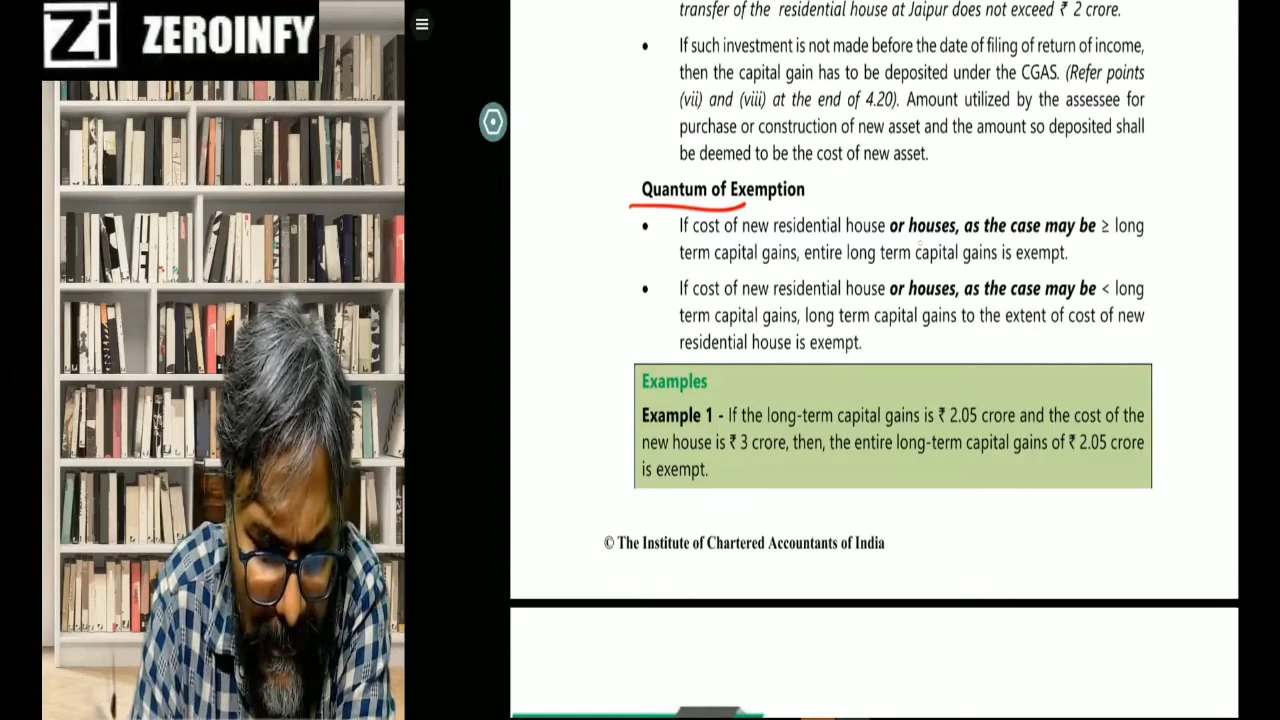 Zi ZEROINFY
transfer of the residential house at Jaipur does not exceed ₹ 2 crore.
• If such investment is not made before the date of filing of return of income,
then the capital gain has to be deposited under the CGAS. (Refer points
(vii) and (viii) at the end of 4.20). Amount utilized by the assessee for
purchase or construction of new asset and the amount so deposited shall
be deemed to be the cost of new asset.
Quantum of Exemption
• If cost of new residential house or houses, as the case may be ≥ long
term capital gains, entire long term capital gains is exempt.
• If cost of new residential house or houses, as the case may be < long
term capital gains, long term capital gains to the extent of cost of new
residential house is exempt.
Examples
Example 1 - If the long-term capital gains is ₹ 2.05 crore and the cost of the
new house is ₹ 3 crore, then, the entire long-term capital gains of ₹ 2.05 crore
is exempt.
© The Institute of Chartered Accountants of India